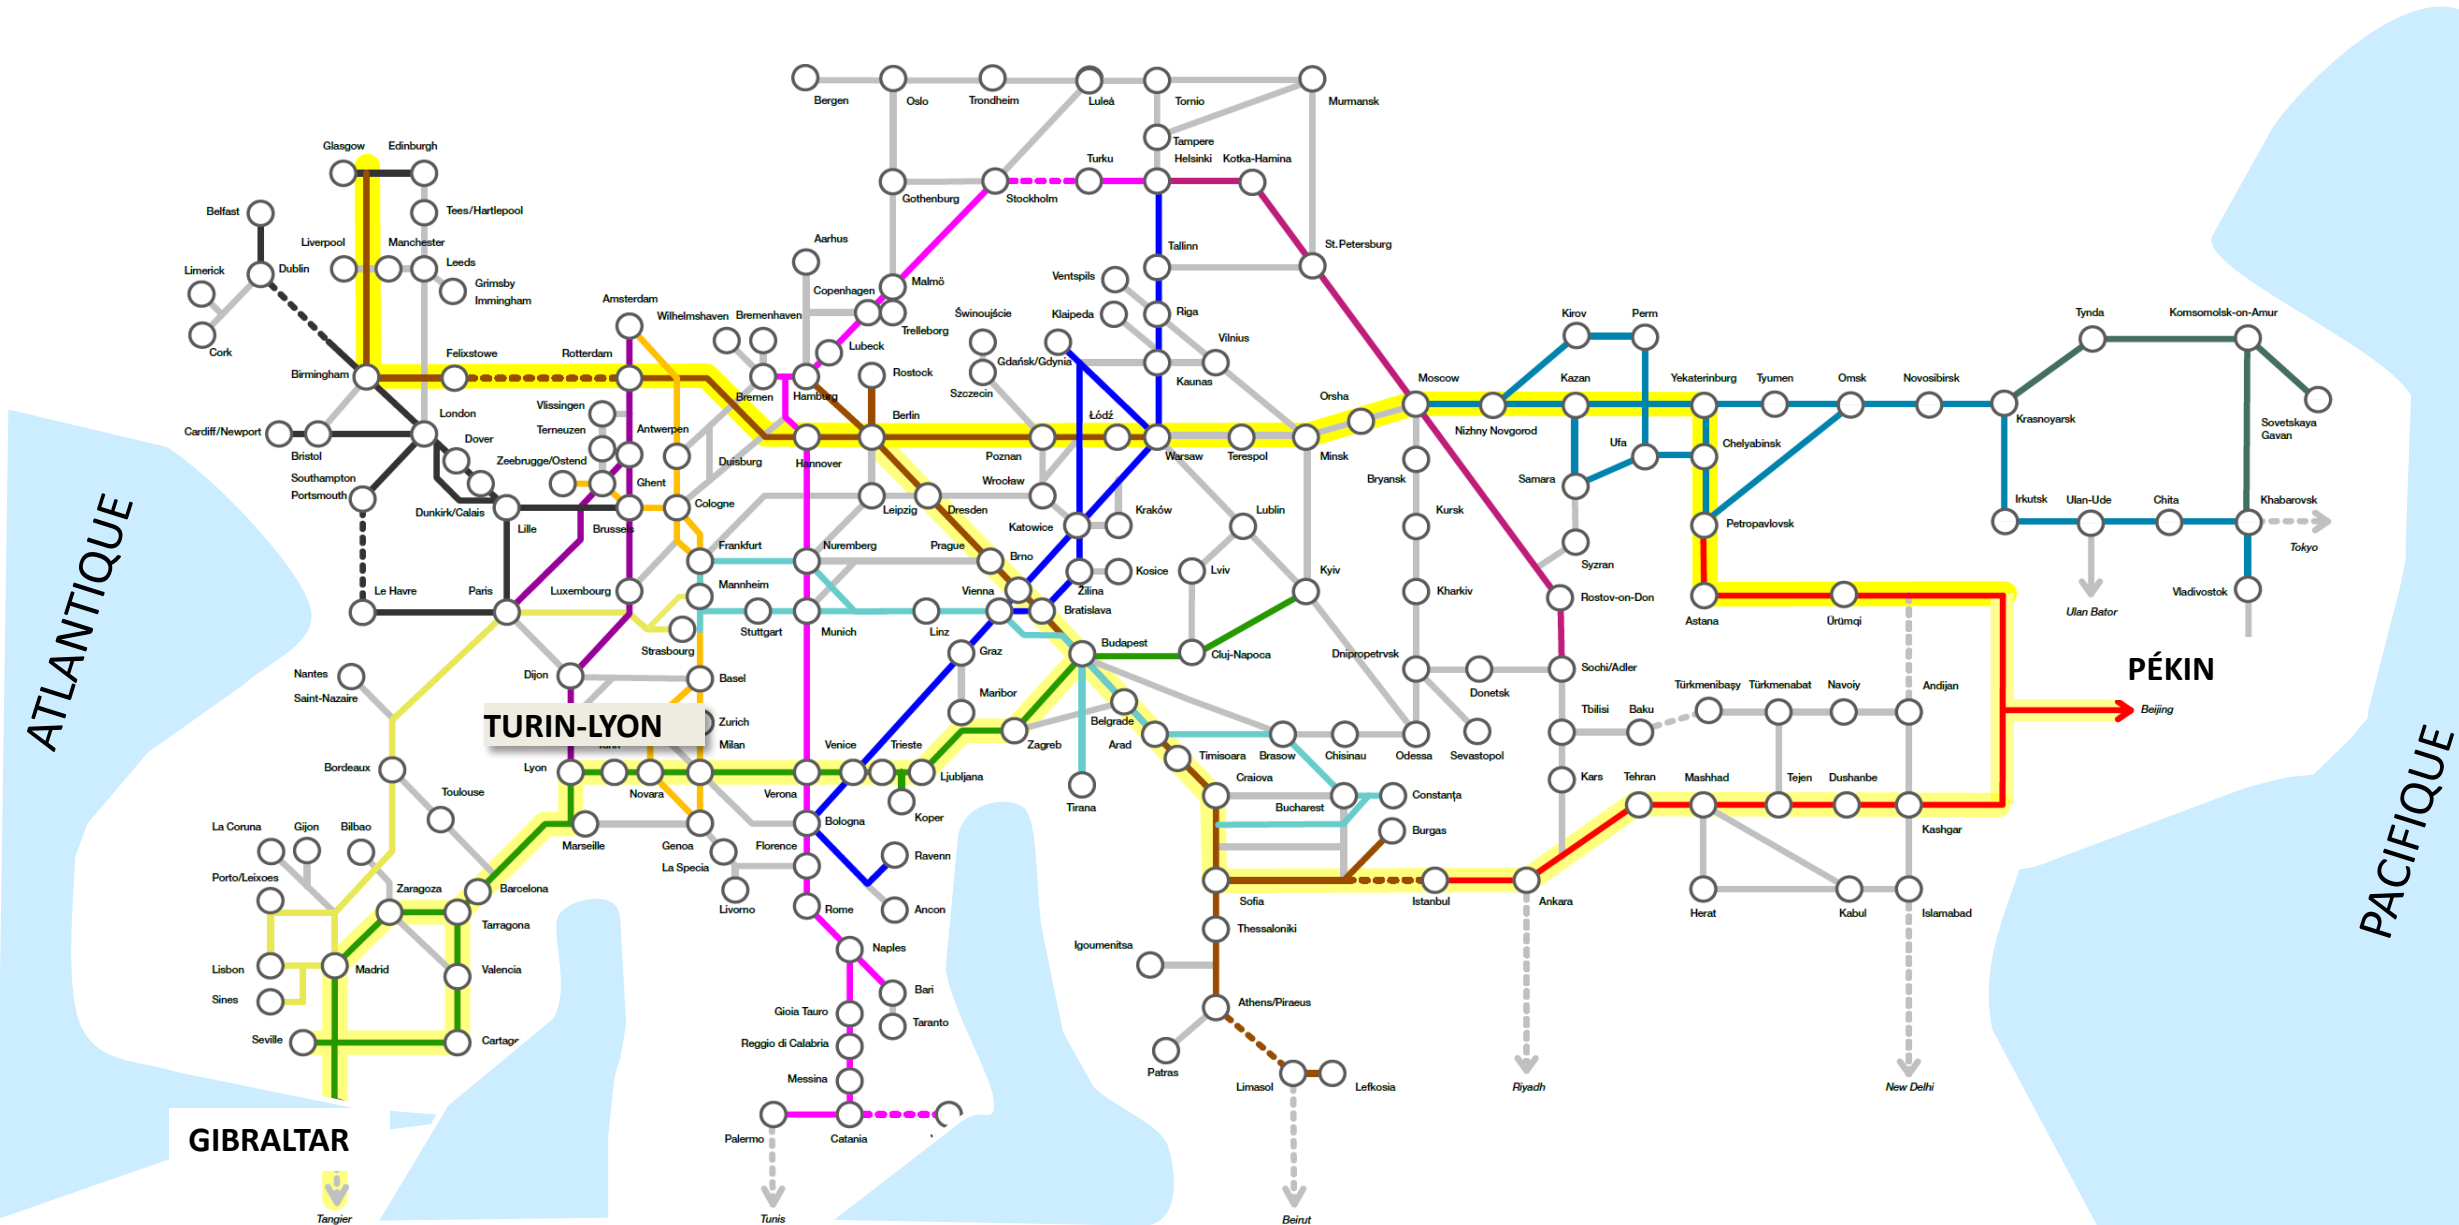 Bergen
Oslo
Trondheim
Luleå
Tornio
Murmansk
Glasgow
Edinburgh
Tampere
Turku
Helsinki
Kotka-Hamina
Belfast
Tees/Hartlepool
Gothenburg
Stockholm
Liverpool
Manchester
Aarhus
Tallinn
St.Petersburg
Limerick
Dublin
Leeds
Grimsby
Immingham
Malmö
Copenhagen
Ventspils
Amsterdam
Wilhelmshaven
Bremenhaven
Trelleborg
Świnoujście
Klaipeda
Riga
Kirov
Perm
Tynda
Komsomolsk-on-Amur
Cork
Felixstowe
Rotterdam
Lubeck
Gdańsk/Gdynia
Vilnius
Birmingham
Rostock
Kaunas
Moscow
Kazan
Yekaterinburg
Tyumen
Omsk
Novosibirsk
Bremen
Hamburg
Szczecin
Orsha
London
Vlissingen
Berlin
Łódź
Krasnoyarsk
Cardiff/Newport
Dover
Terneuzen
Antwerpen
Nizhny Novgorod
Ufa
Chelyabinsk
Sovetskaya
Gavan
Bristol
Zeebrugge/Ostend
Duisburg
Hannover
Poznan
Warsaw
Terespol
Minsk
Southampton
Portsmouth
Ghent
Wrocław
Bryansk
Samara
Dunkirk/Calais
Cologne
Leipzig
Dresden
Kraków
Lublin
Kursk
Irkutsk
Ulan-Ude
Chita
Khabarovsk
Lille
Brussels
Katowice
Petropavlovsk
Frankfurt
Nuremberg
Prague
Brno
Kosice
Lviv
Kyiv
Syzran
Tokyo
Le Havre
Paris
Luxembourg
Mannheim
Vienna
Žilina
Kharkiv
Rostov-on-Don
Vladivostok
Stuttgart
Munich
Linz
Bratislava
Astana
Ürümqi
Ulan Bator
Strasbourg
Graz
Budapest
Cluj-Napoca
Dnipropetrvsk
Sochi/Adler
PÉKIN
Nantes
Saint-Nazaire
Dijon
Basel
Maribor
Donetsk
Türkmenibaşy
Türkmenabat
Navoiy
Andijan
ATLANTIQUE
TURIN-LYON
Zurich
Belgrade
Tbilisi
Baku
Beijing
Milan
Venice
Trieste
Zagreb
Arad
Timisoara
Brasow
Chisinau
Odessa
Sevastopol
Bordeaux
Lyon
Ljubljana
Craiova
Kars
Tehran
Mashhad
Tejen
Dushanbe
Toulouse
Novara
Verona
Koper
Tirana
Bucharest
Constanţa
Kashgar
PACIFIQUE
La Coruna
Gijon
Bilbao
Marseille
Genoa
Florence
Bologna
Burgas
La Specia
Ravenn
Porto/Leixoes
Zaragoza
Barcelona
Livorno
Rome
Ancon
Sofia
Istanbul
Ankara
Herat
Kabul
Islamabad
Tarragona
Thessaloniki
Lisbon
Madrid
Valencia
Naples
Igoumenitsa
Sines
Bari
Gioia Tauro
Taranto
Athens/Piraeus
Seville
Cartage
Reggio di Calabria
Patras
Messina
Limasol
Lefkosia
Riyadh
New Delhi
GIBRALTAR
Palermo
Catania
Tangier
Tunis
Beirut